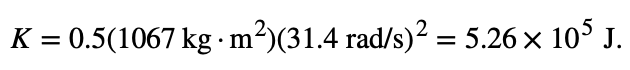 K = 0.5(1067 kg · m²)(31.4 rad/s)² = 5.26 × 10⁵ J.